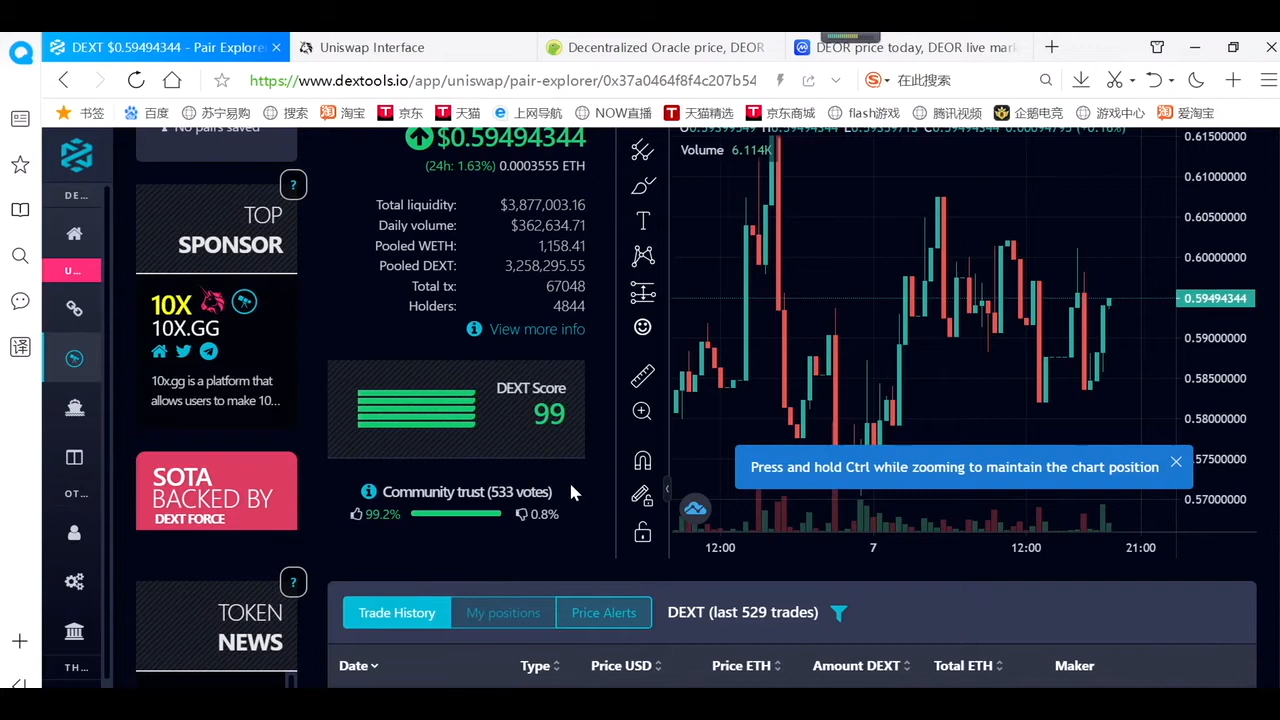 DEXT $0.59494344 - Pair Explorer
Uniswap Interface
Decentralized Oracle price, DEOR
DEOR price today, DEOR live mark
https://www.dextools.io/app/uniswap/pair-explorer/0x37a0464f8f4c207b54
在此搜索
书签
百度
苏宁易购
搜索
淘宝
京东
天猫
上网导航
NOW直播
天猫精选
京东商城
flash游戏
腾讯视频
企鹅电竞
游戏中心
爱淘宝
No pairs saved
$0.59494344
(24h: 1.63%) 0.0003555 ETH
Total liquidity: $3,877,003.16
Daily volume: $362,634.71
Pooled WETH: 1,158.41
Pooled DEXT: 3,258,295.55
Total tx: 67048
Holders: 4844
View more info
DEXT Score
99
Community trust (533 votes)
99.2%
0.8%
DE...
U...
OT...
TH...
译
?
TOP
SPONSOR
10X
10X.GG
10x.gg is a platform that
allows users to make 10...
SOTA
BACKED BY
DEXT FORCE
?
TOKEN
NEWS
Volume 6.114K
0.61500000
0.61000000
0.60500000
0.60000000
0.59494344
0.59000000
0.58500000
0.58000000
0.57500000
0.57000000
Press and hold Ctrl while zooming to maintain the chart position
12:00
7
12:00
21:00
Trade History
My positions
Price Alerts
DEXT (last 529 trades)
Date
Type
Price USD
Price ETH
Amount DEXT
Total ETH
Maker